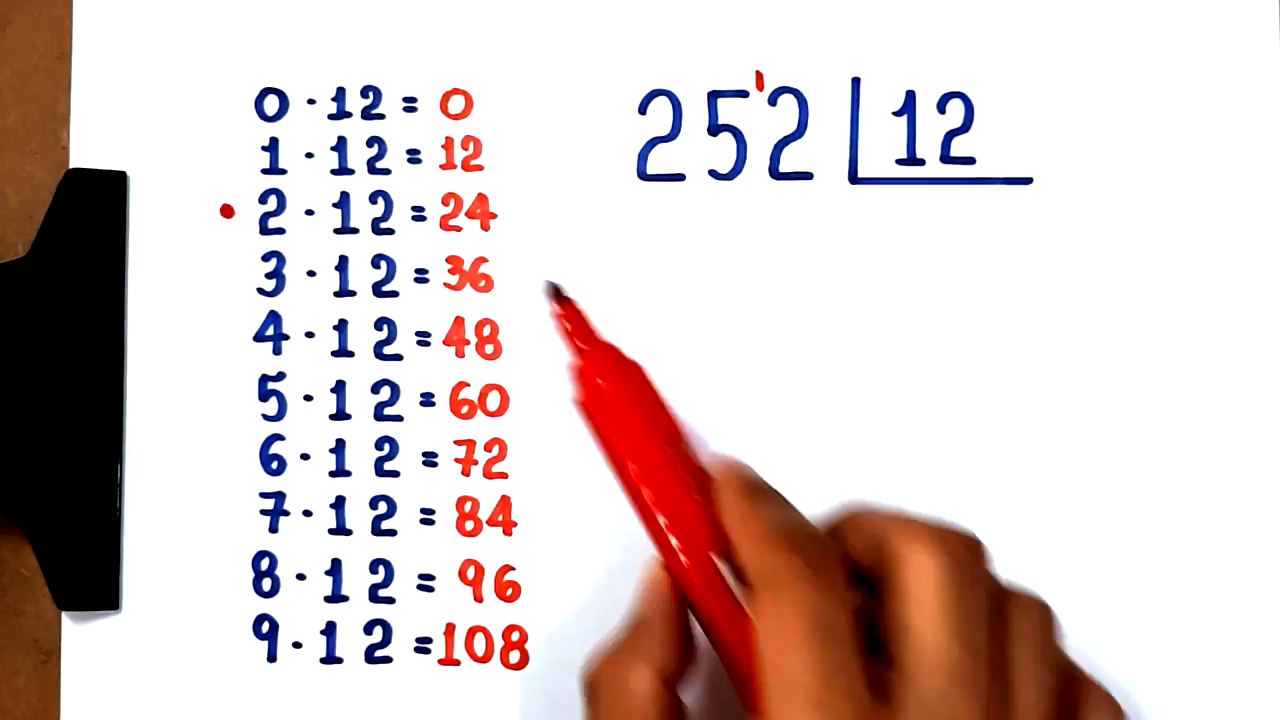 0 · 12 = 0
1 · 12 = 12
• 2 · 12 = 24
3 · 12 = 36
4 · 12 = 48
5 · 12 = 60
6 · 12 = 72
7 · 12 = 84
8 · 12 = 96
9 · 12 = 108
25'2 | 12